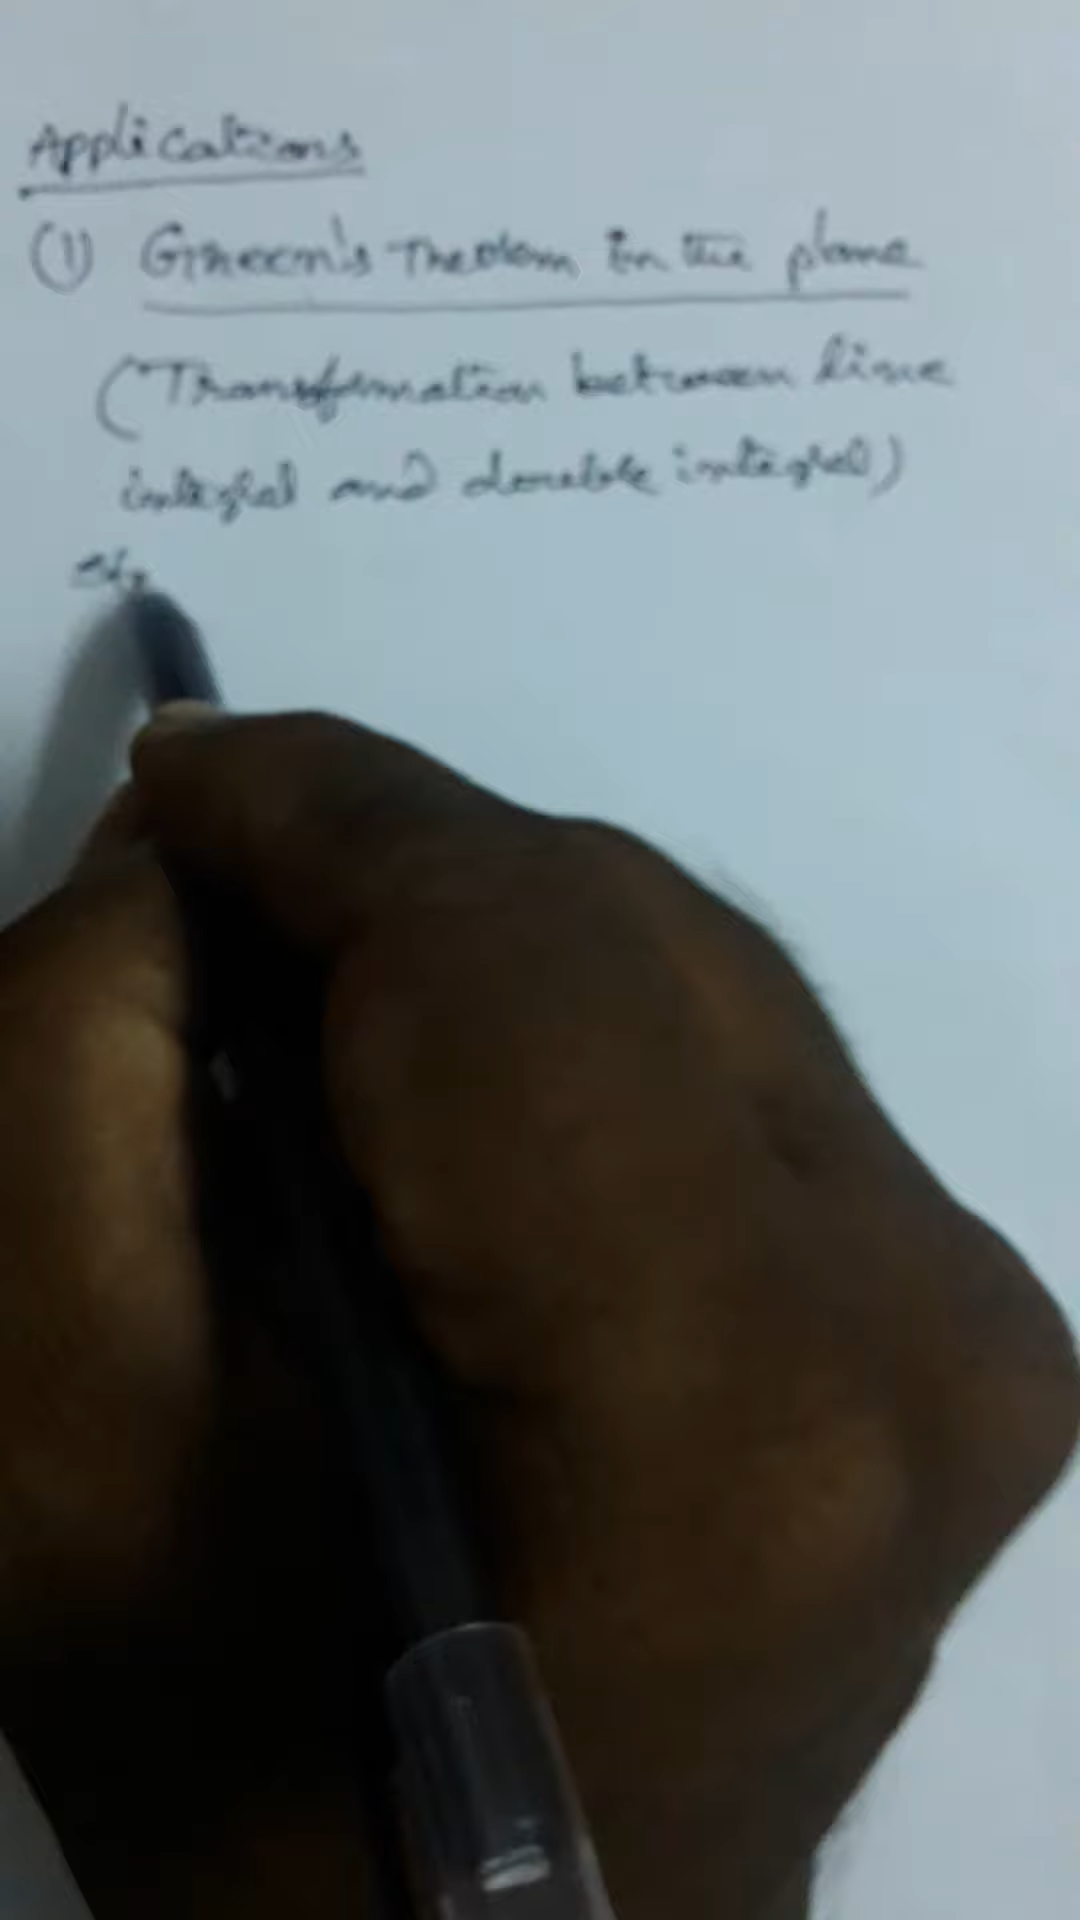 Applications
(1) Green's Theorem in the plane
(Transformation between line
integral and double integral)